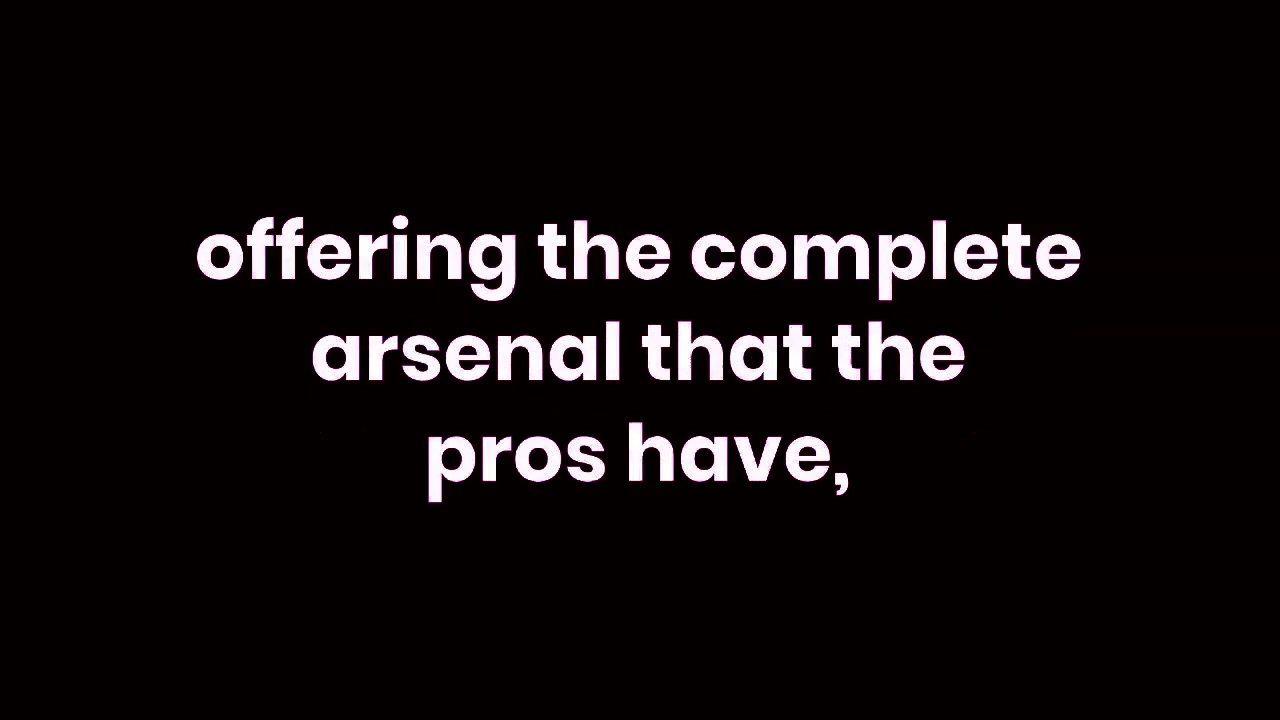 offering the complete
arsenal that the
pros have,